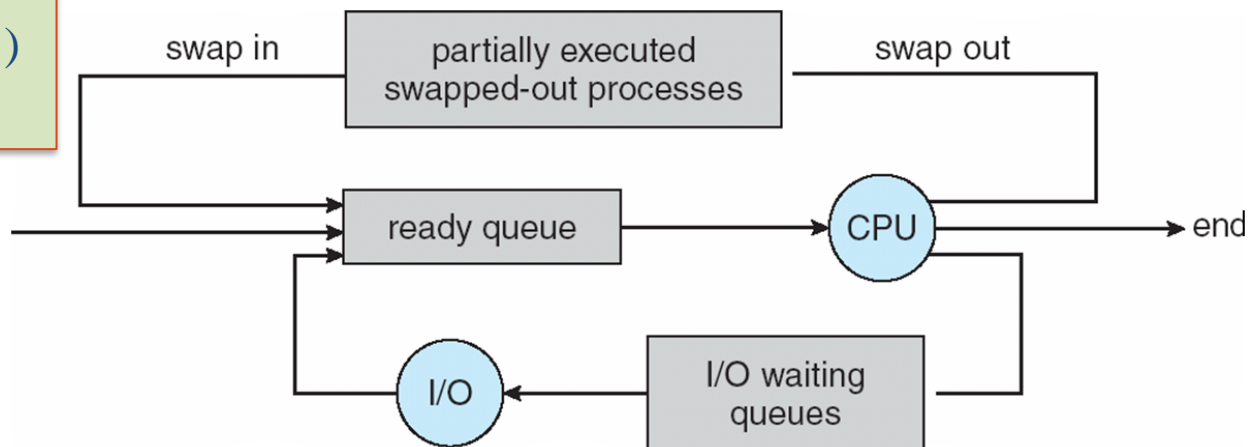 )
swap in
partially executed
swapped-out processes
swap out
ready queue
CPU
end
I/O
I/O waiting
queues